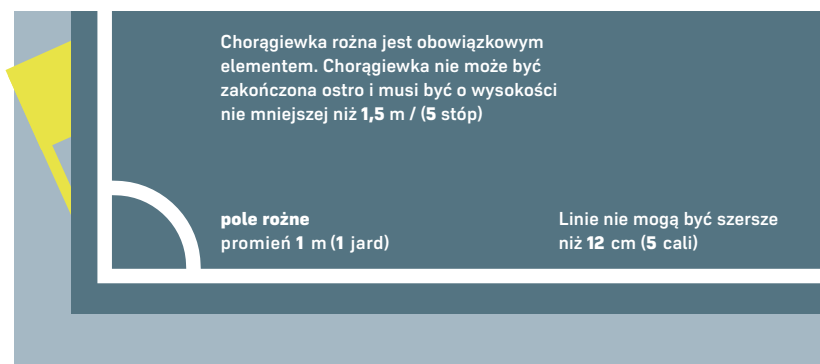 Chorągiewka rożna jest obowiązkowym
elementem. Chorągiewka nie może być
zakończona ostro i musi być o wysokości
nie mniejszej niż 1,5 m / (5 stóp)
pole rożne
promień 1 m (1 jard)
Linie nie mogą być szersze
niż 12 cm (5 cali)